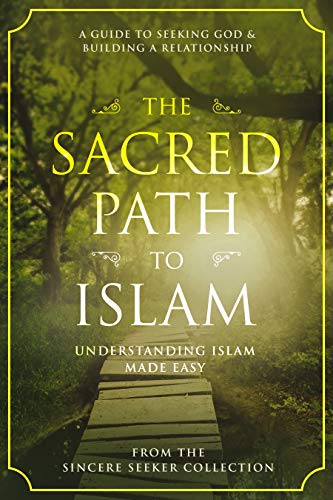 A GUIDE TO SEEKING GOD &
BUILDING A RELATIONSHIP
THE
SACRED
PATH
TO
ISLAM
UNDERSTANDING ISLAM
MADE EASY
FROM THE
SINCERE SEEKER COLLECTION